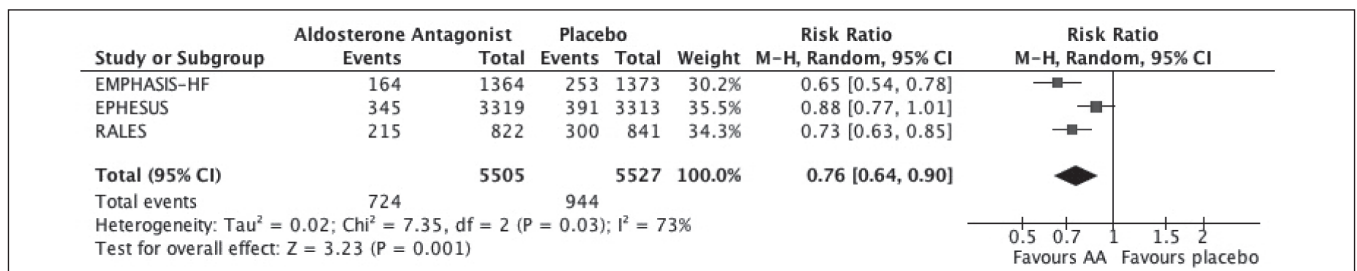 Aldosterone Antagonist Placebo Risk Ratio Risk Ratio
Study or Subgroup Events Total Events Total Weight M-H, Random, 95% CI M-H, Random, 95% CI
EMPHASIS-HF 164 1364 253 1373 30.2% 0.65 [0.54, 0.78]
EPHESUS 345 3319 391 3313 35.5% 0.88 [0.77, 1.01]
RALES 215 822 300 841 34.3% 0.73 [0.63, 0.85]
Total (95% CI) 5505 5527 100.0% 0.76 [0.64, 0.90]
Total events 724 944
Heterogeneity: Tau² = 0.02; Chi² = 7.35, df = 2 (P = 0.03); I² = 73%
Test for overall effect: Z = 3.23 (P = 0.001)
0.5 0.7 1 1.5 2
Favours AA Favours placebo